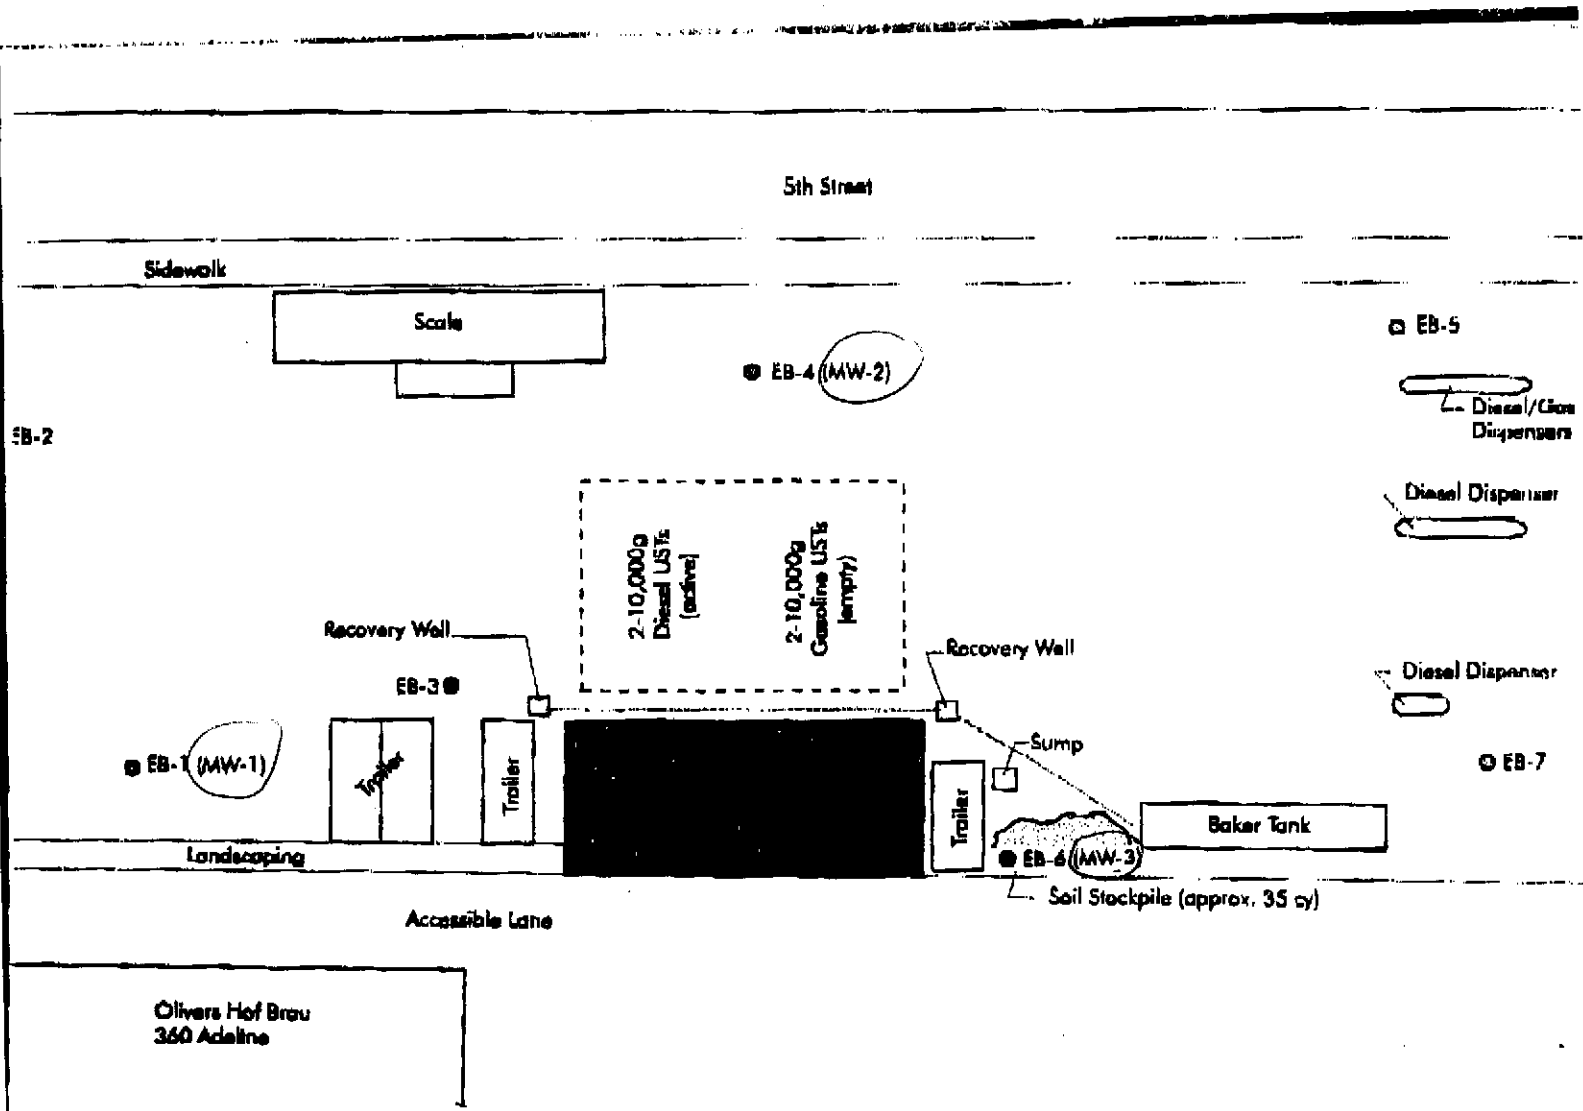 5th Street
Sidewalk
Scale
EB-5
EB-4 (MW-2)
Diesel/Gas
Dispensers
EB-2
Diesel Dispenser
2-10,000g
Diesel USTs
(active)
2-10,000g
Gasoline USTs
(empty)
Recovery Well
Recovery Well
EB-3
Diesel Dispenser
Sump
EB-1 (MW-1)
Trailer
Trailer
EB-7
Trailer
Baker Tank
Landscaping
EB-6 (MW-3)
Soil Stockpile (approx. 35 cy)
Accessible Lane
Olivers Hof Brau
360 Adeline